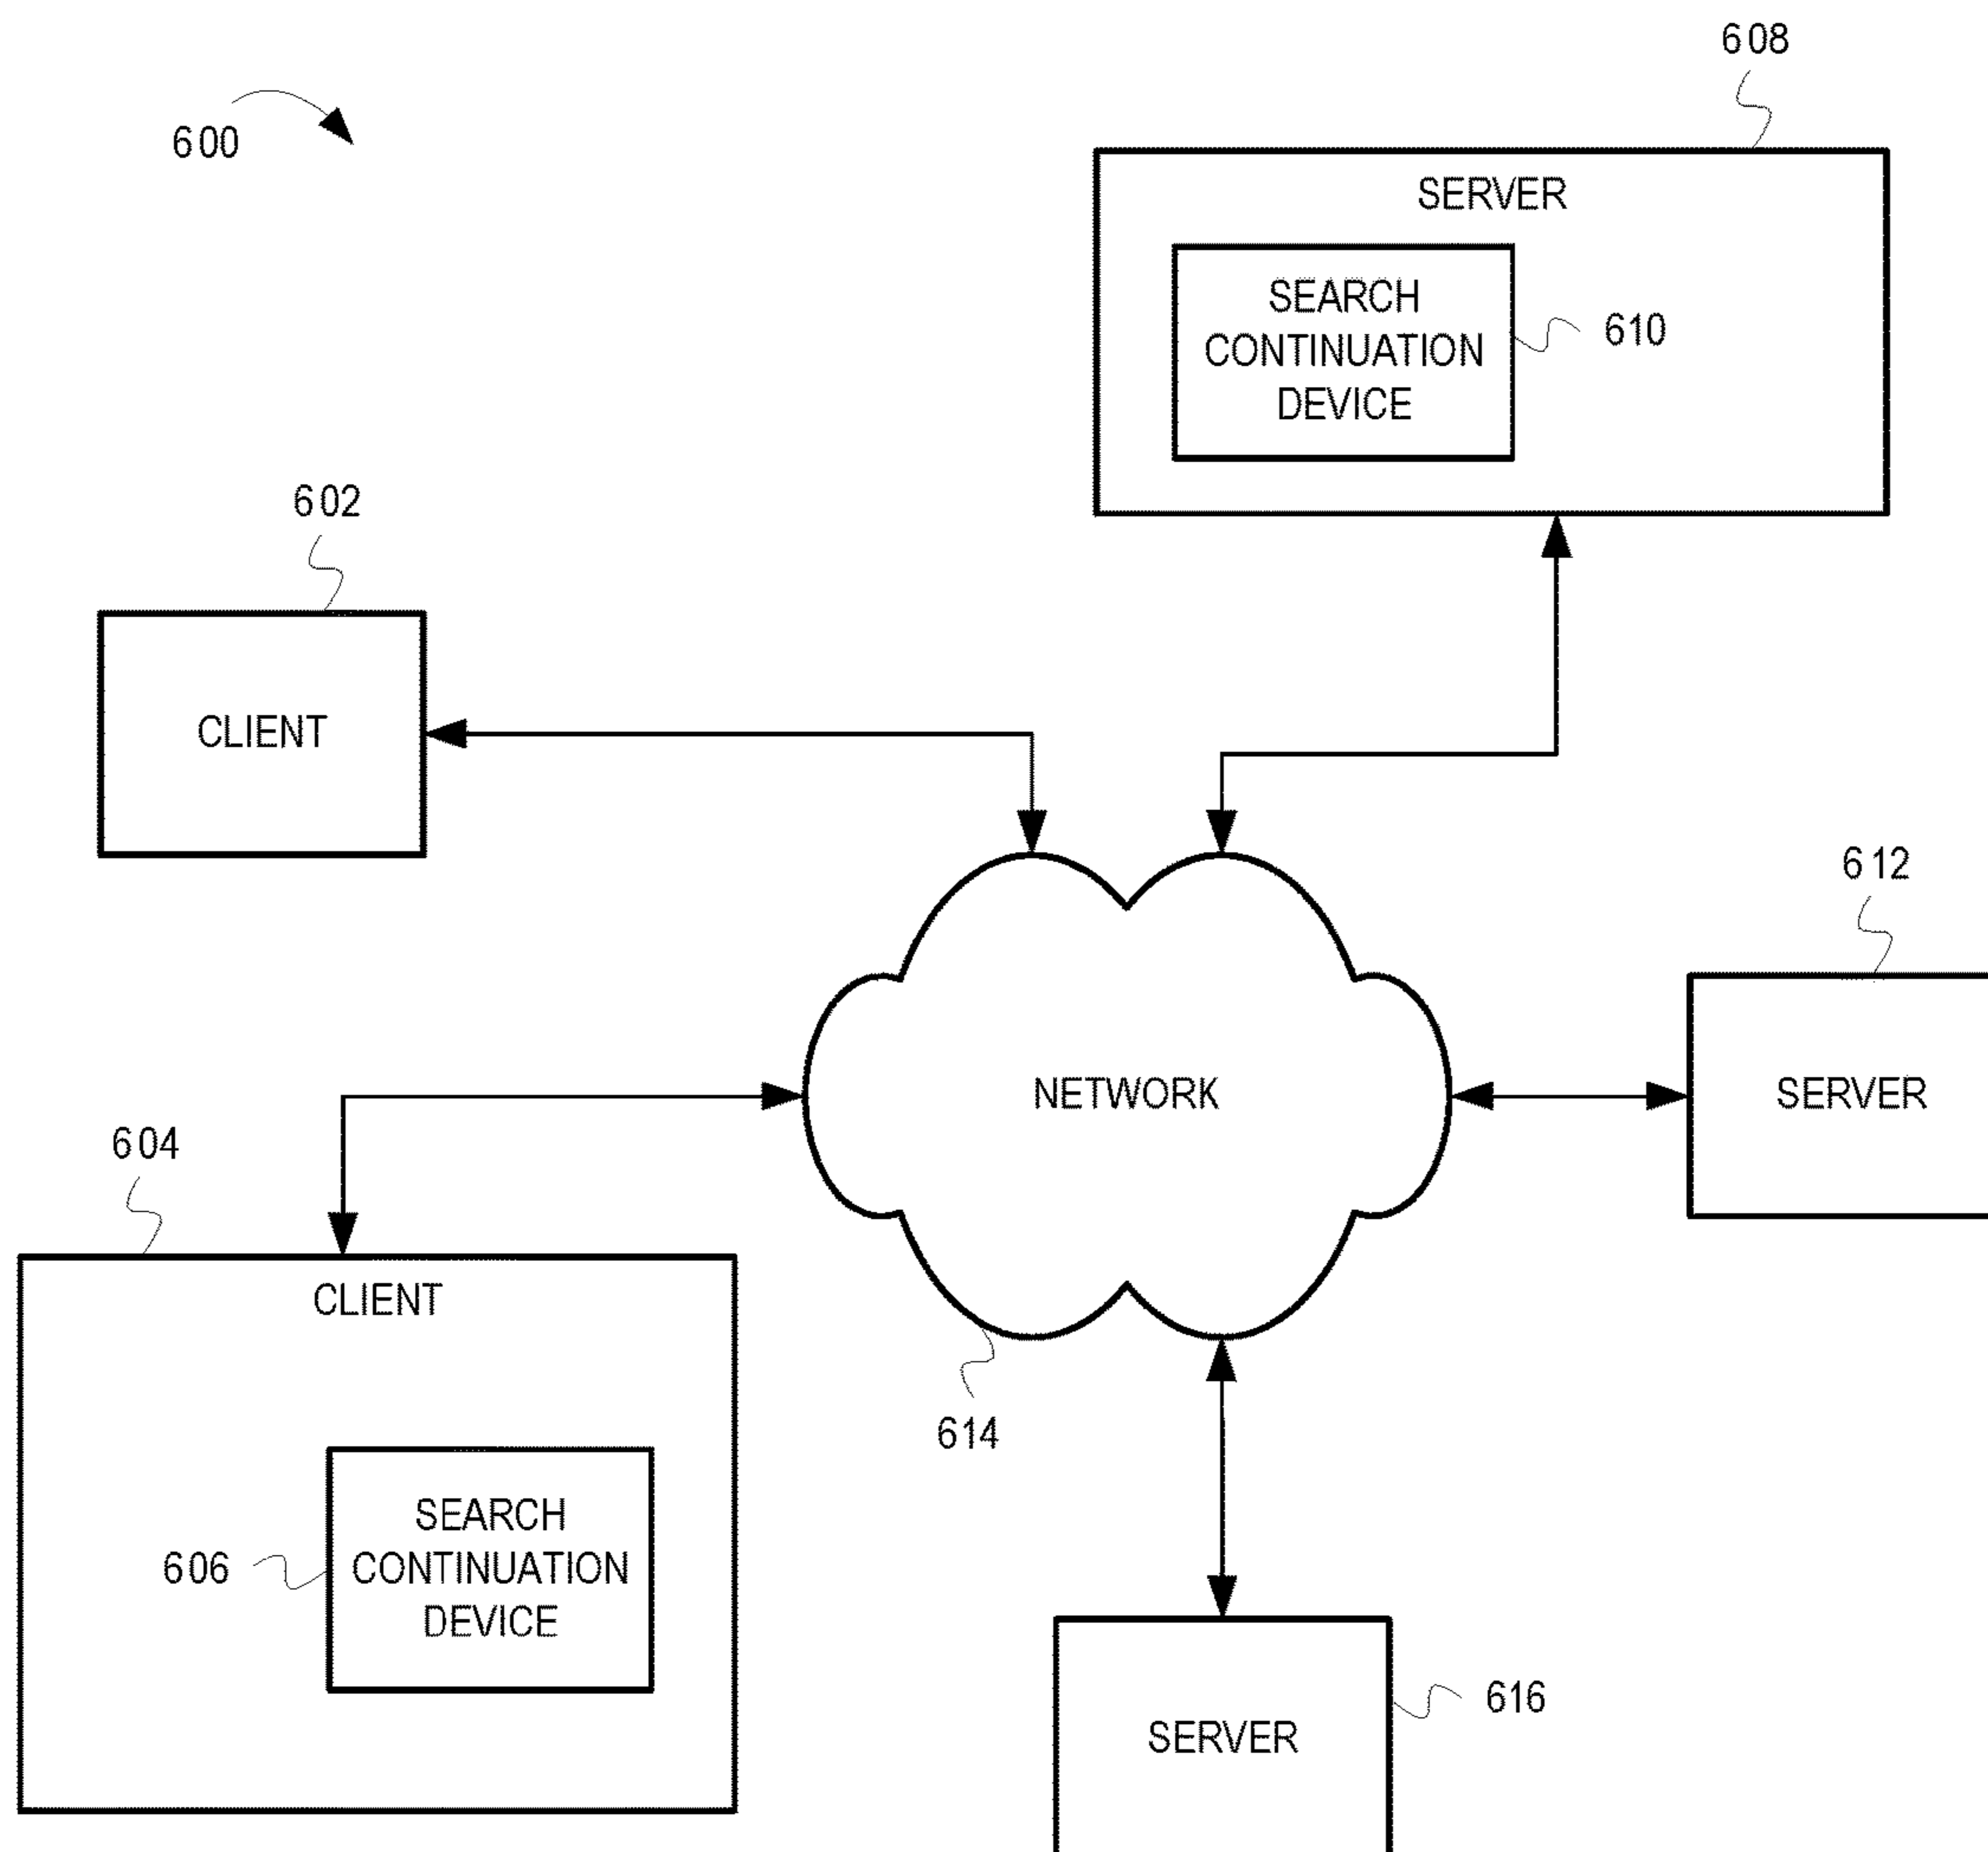 608
600
SERVER
SEARCH
CONTINUATION
DEVICE
610
602
CLIENT
612
NETWORK
SERVER
604
CLIENT
614
SEARCH
CONTINUATION
DEVICE
606
616
SERVER